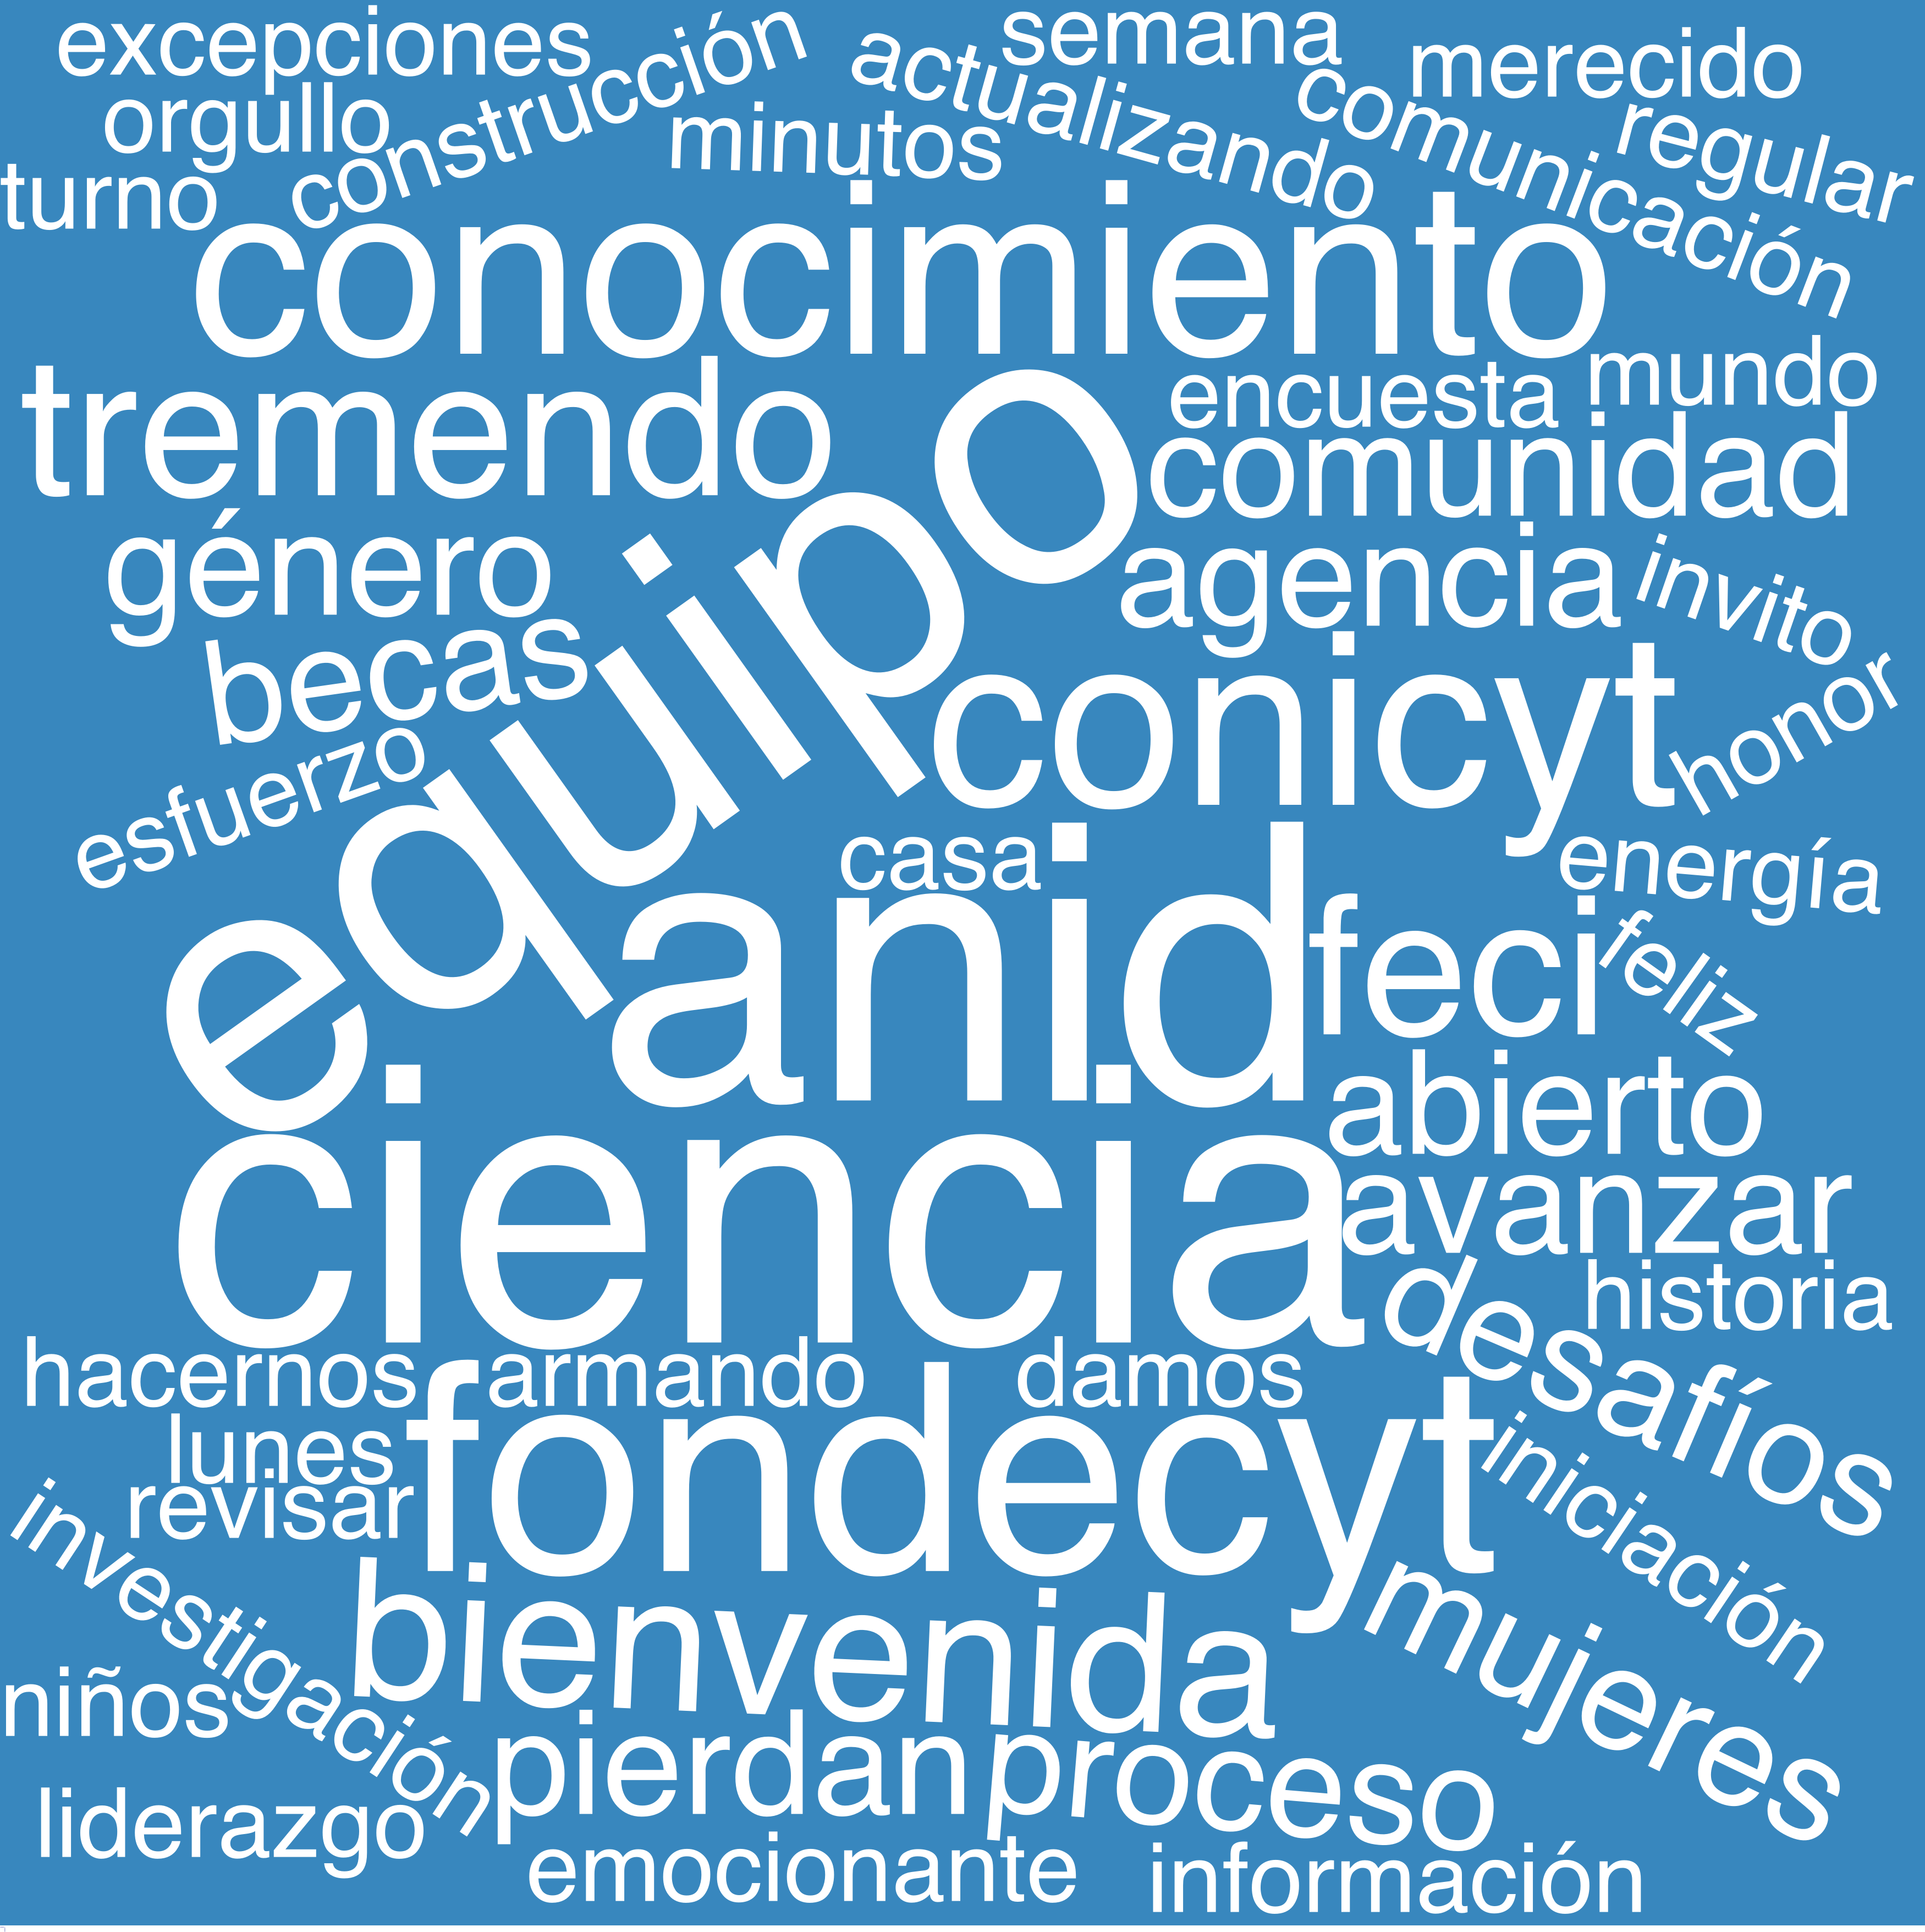 excepciones
semana
merecido
orgullo
construcción
actualizando
minutos
comunicación
regular
turno
conocimiento
tremendo
encuesta
mundo
comunidad
equipo
género
agencia
invito
becas
conicyt
honor
esfuerzo
casa
energía
anid
feci
feliz
abierto
ciencia
avanzar
desafíos
historia
hacernos
armando
damos
lunes
fondecyt
iniciación
revisar
investigación
bienvenida
mujeres
niños
pierdan
proceso
liderazgo
emocionante
información